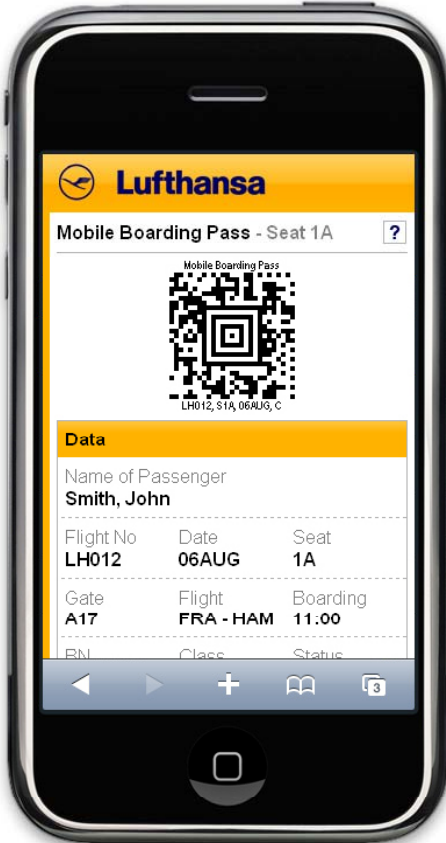 Lufthansa
Mobile Boarding Pass - Seat 1A ?
Mobile Boarding Pass
LH012, S1A, 06AUG, C
Data
Name of Passenger
Smith, John
Flight No Date Seat
LH012 06AUG 1A
Gate Flight Boarding
A17 FRA - HAM 11:00
BN Class Status
3